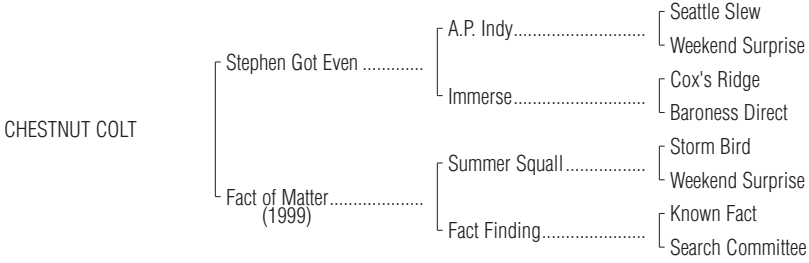 Seattle Slew
A.P. Indy............................
Weekend Surprise
Stephen Got Even .............
Cox's Ridge
Immerse............................
Baroness Direct
CHESTNUT COLT
Storm Bird
Summer Squall.................
Weekend Surprise
Fact of Matter....................
(1999)
Known Fact
Fact Finding......................
Search Committee